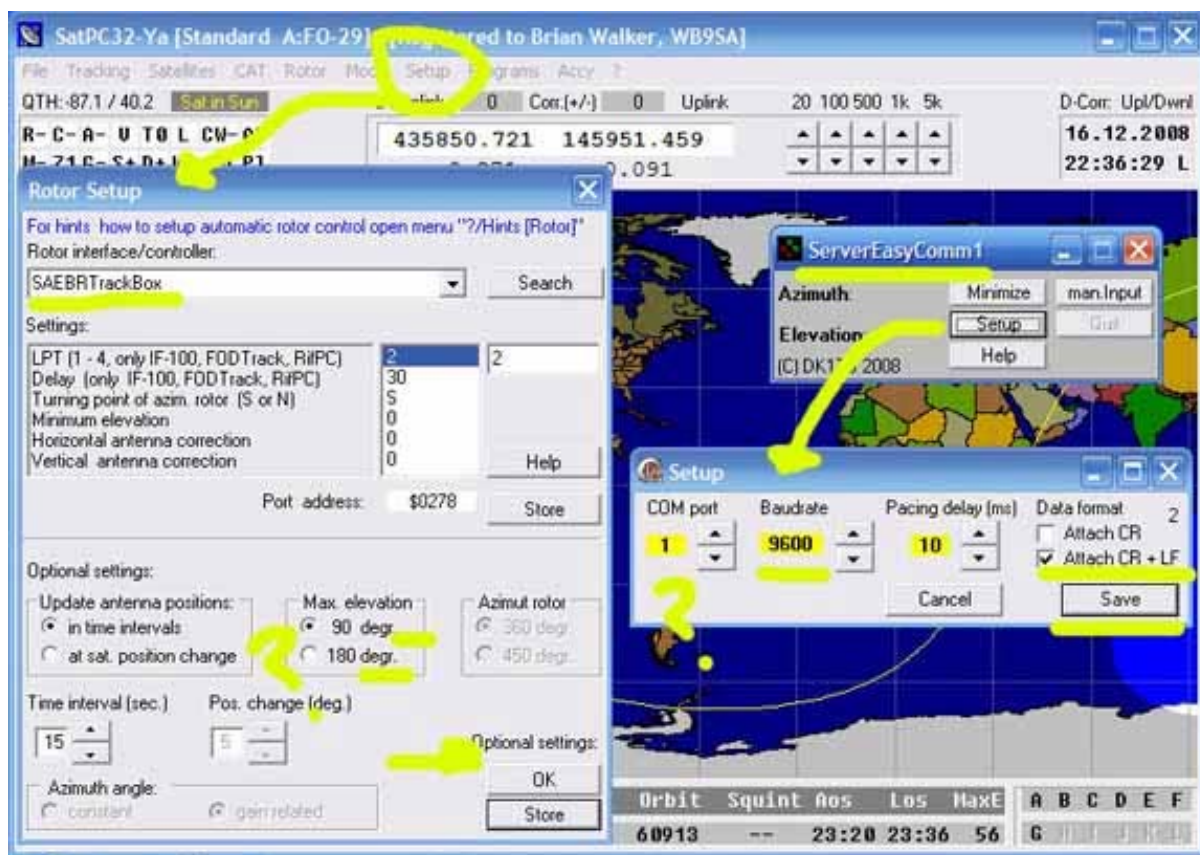 SatPC32-Ya [Standard A:FO-29] [Registered to Brian Walker, WB9SA]
File Tracking Satellites CAT Rotor Mode Setup Programs Accy ?
QTH: -87.1 / 40.2 Sat in Sun 0 Corr.(+/-) 0 Uplink 20 100 500 1k 5k D-Corr: Upl/Dwnl
R- C- A- V T0 L CW-
435850.721 145951.459
16.12.2008
22:36:29 L
0.091
Rotor Setup
For hints how to setup automatic rotor control open menu "?/Hints [Rotor]"
Rotor interface/controller:
SAEBRTrackBox
Search
Settings:
LPT (1 - 4, only IF-100, FODTrack, RifPC) 2 2
Delay (only IF-100, FODTrack, RifPC) 30
Turning point of azim. rotor (S or N) S
Minimum elevation 0
Horizontal antenna correction 0
Vertical antenna correction 0
Help
Port address: $0278
Store
Optional settings:
Update antenna positions:
in time intervals
at sat. position change
Max. elevation
90 degr.
180 degr.
Azimut rotor
360 degr.
450 degr.
?
Time interval (sec.) Pos. change (deg.)
15 5
Optional settings:
OK
Store
Azimuth angle:
constant gain related
ServerEasyComm1
Azimuth: Minimize man.Input
Elevation: Setup Quit
(C) DK1 2008 Help
Setup
COM port Baudrate Pacing delay (ms) Data format 2
1 9600 10
Attach CR
Attach CR + LF
Cancel Save
?
Orbit Squint Aos Los MaxE A B C D E F
60913 -- 23:20 23:36 56 G